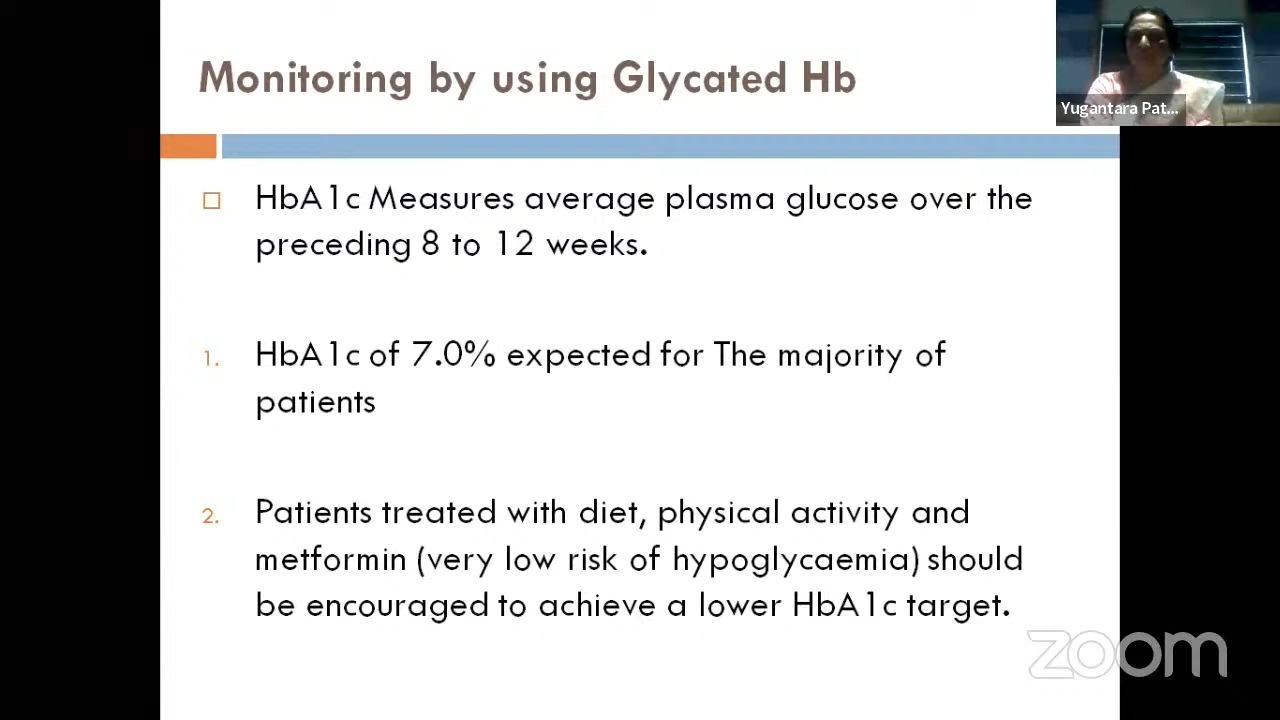 Monitoring by using Glycated Hb
Yugantara Pat...
HbA1c Measures average plasma glucose over the
preceding 8 to 12 weeks.
1. HbA1c of 7.0% expected for The majority of
patients
2. Patients treated with diet, physical activity and
metformin (very low risk of hypoglycaemia) should
be encouraged to achieve a lower HbA1c target.
zoom